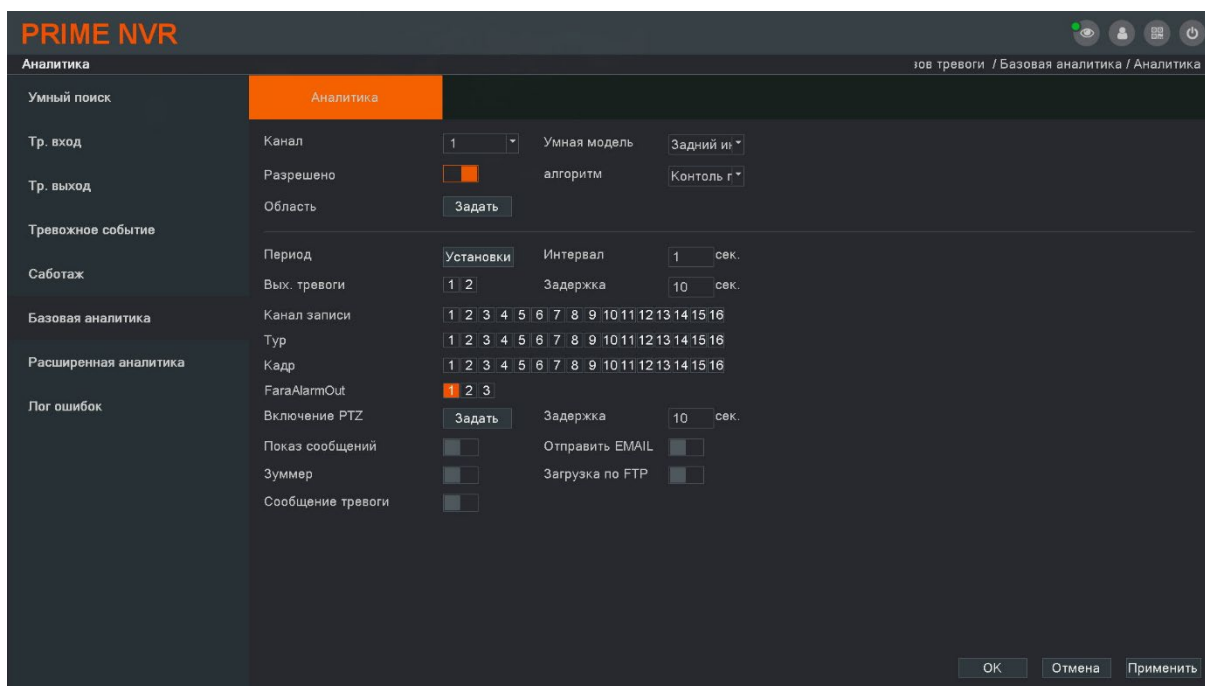 PRIME NVR
Аналитика
зов тревоги / Базовая аналитика / Аналитика
Умный поиск
Тр. вход
Тр. выход
Тревожное событие
Саботаж
Базовая аналитика
Расширенная аналитика
Лог ошибок
Аналитика
Канал 1 Умная модель Задний ин
Разрешено алгоритм Контоль г
Область Задать
Период Установки Интервал 1 сек.
Вых. тревоги 1 2 Задержка 10 сек.
Канал записи 1 2 3 4 5 6 7 8 9 10 11 12 13 14 15 16
Тур 1 2 3 4 5 6 7 8 9 10 11 12 13 14 15 16
Кадр 1 2 3 4 5 6 7 8 9 10 11 12 13 14 15 16
FaraAlarmOut 1 2 3
Включение PTZ Задать Задержка 10 сек.
Показ сообщений Отправить EMAIL
Зуммер Загрузка по FTP
Сообщение тревоги
OK Отмена Применить